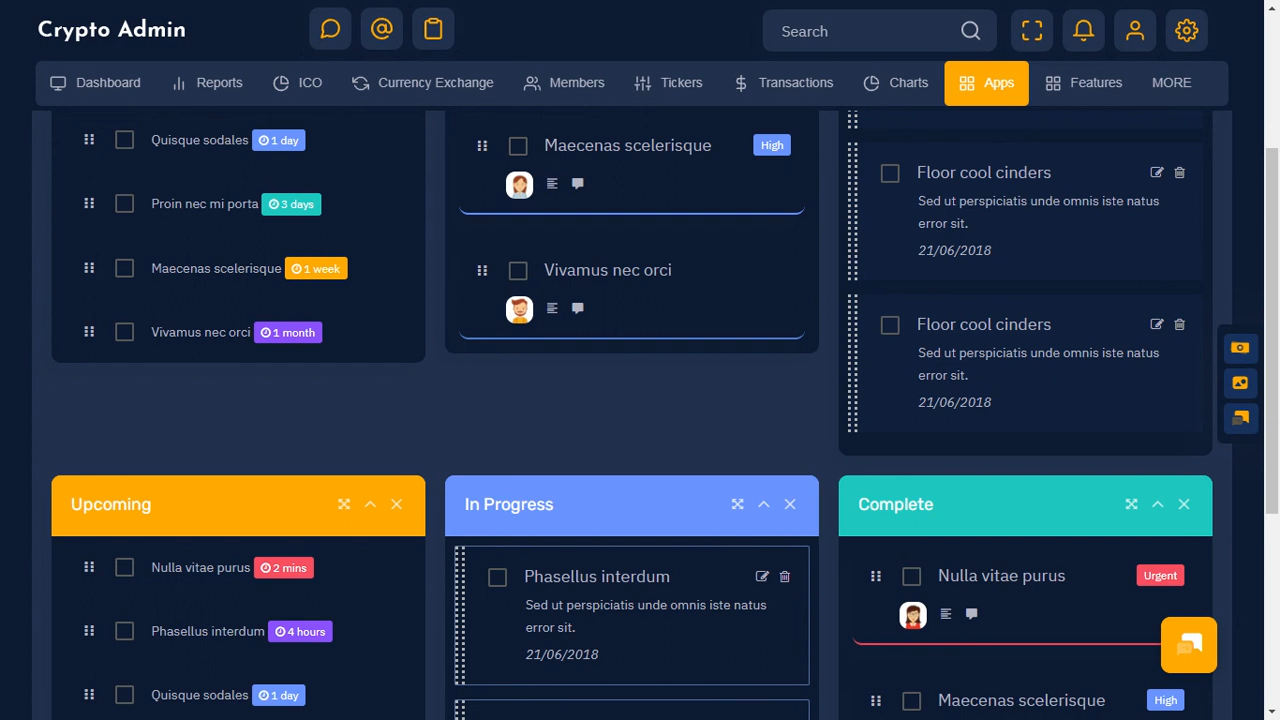 Crypto Admin
Search
Dashboard
Reports
ICO
Currency Exchange
Members
Tickers
Transactions
Charts
Apps
Features
MORE
Quisque sodales 1 day
Proin nec mi porta 3 days
Maecenas scelerisque 1 week
Vivamus nec orci 1 month
Maecenas scelerisque High
Vivamus nec orci
Floor cool cinders
Sed ut perspiciatis unde omnis iste natus
error sit.
21/06/2018
Floor cool cinders
Sed ut perspiciatis unde omnis iste natus
error sit.
21/06/2018
Upcoming
Nulla vitae purus 2 mins
Phasellus interdum 4 hours
Quisque sodales 1 day
In Progress
Phasellus interdum
Sed ut perspiciatis unde omnis iste natus
error sit.
21/06/2018
Complete
Nulla vitae purus Urgent
Maecenas scelerisque High